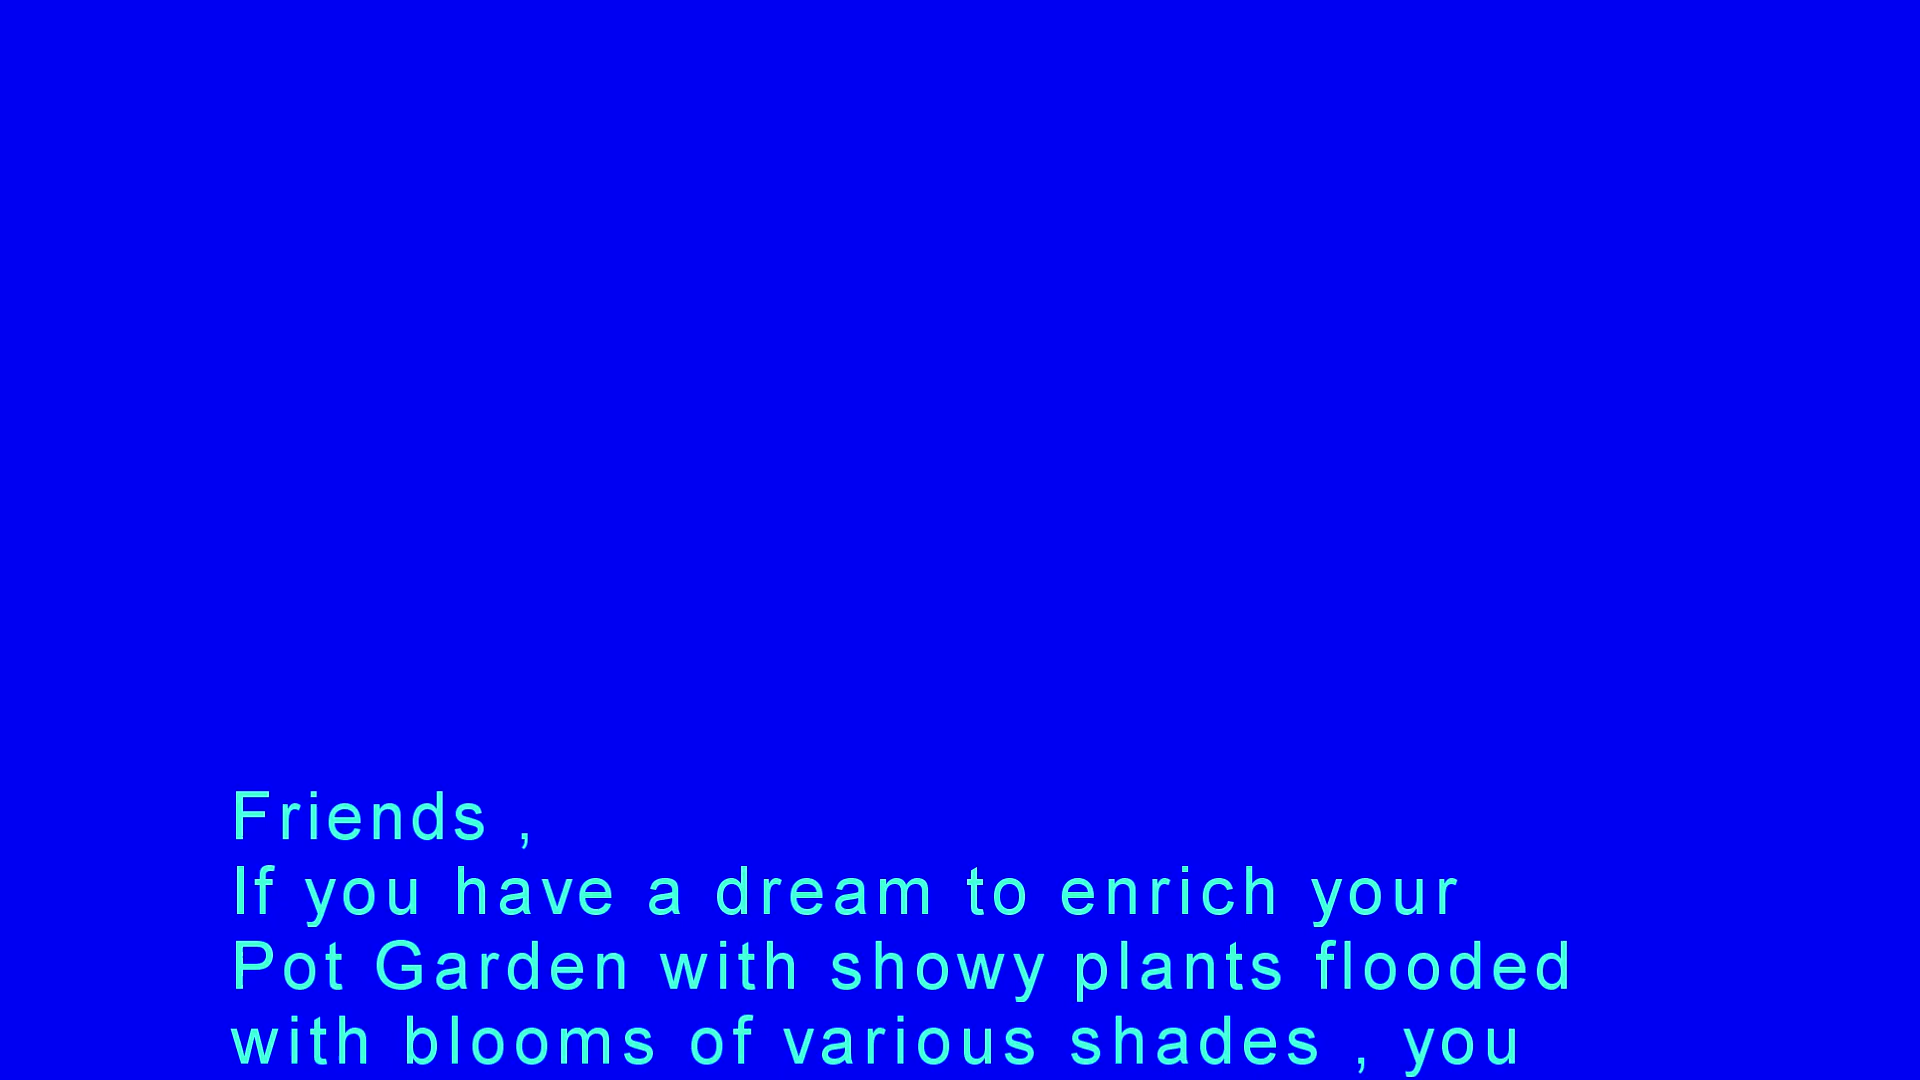 Friends ,
If you have a dream to enrich your
Pot Garden with showy plants flooded
with blooms of various shades , you